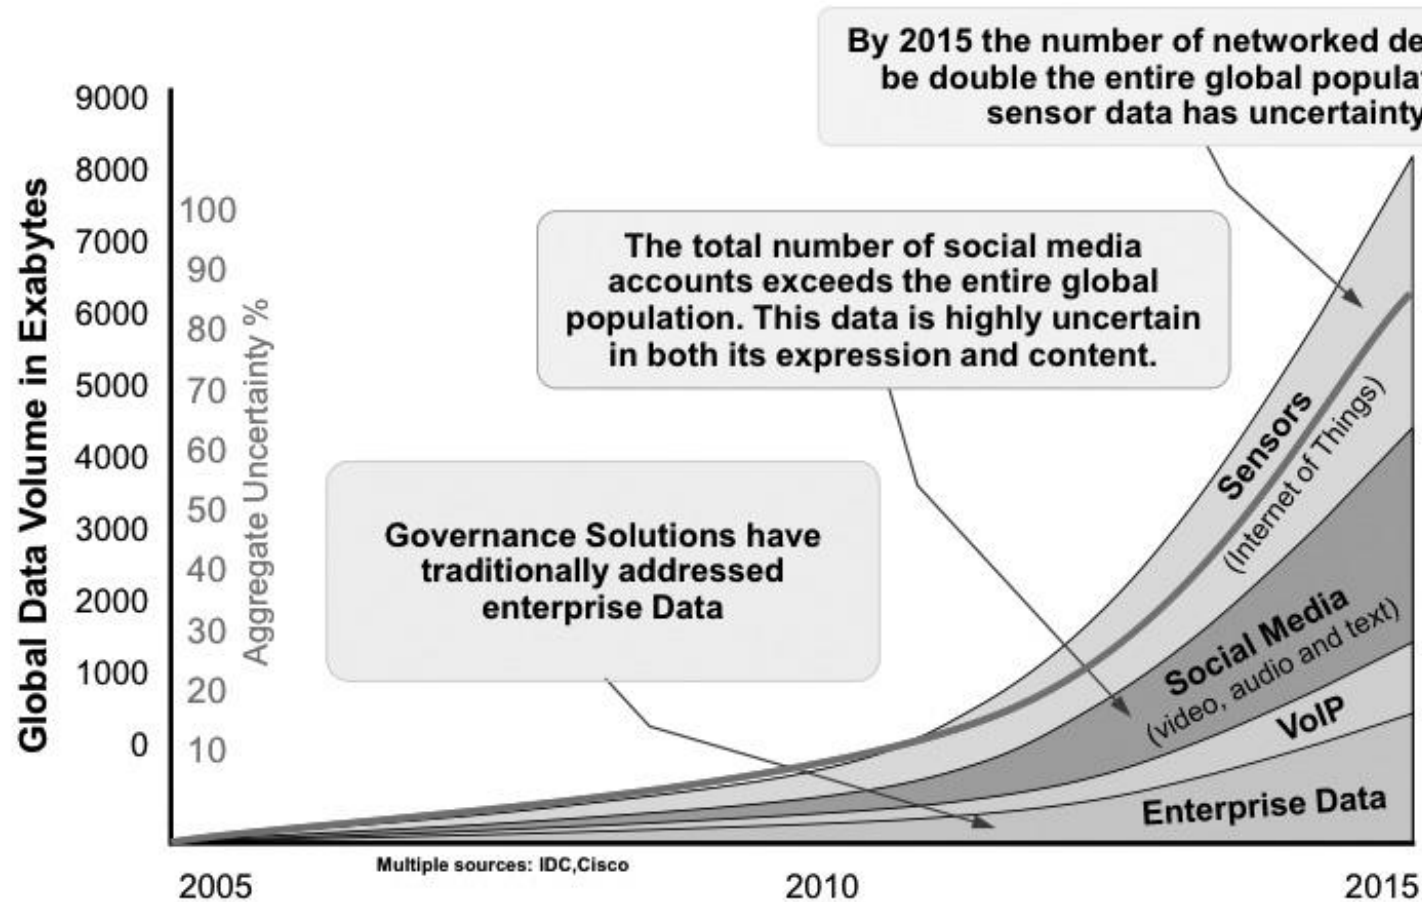 By 2015 the number of networked
be double the entire global
sensor data has uncertainty
9000
8000
7000
6000
5000
4000
3000
2000
1000
0
Global Data Volume in Exabytes
100
90
80
70
60
50
40
30
20
10
Aggregate Uncertainty %
The total number of social media
accounts exceeds the entire global
population. This data is highly uncertain
in both its expression and content.
Governance Solutions have
traditionally addressed
enterprise Data
Sensors
(Internet of Things)
Social Media
(video, audio and text)
VoIP
Enterprise Data
Multiple sources: IDC,Cisco
2005
2010
2015